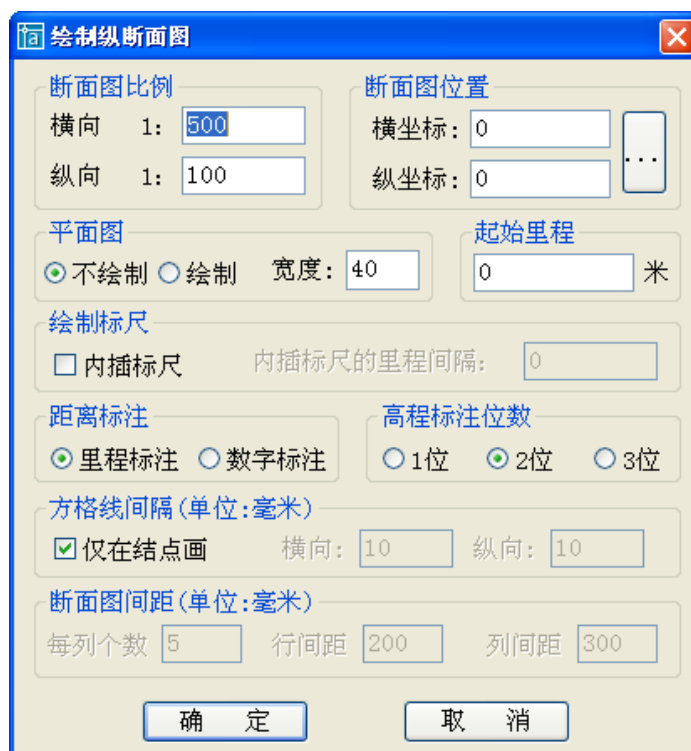 绘制纵断面图
断面图比例
横向 1: 500
纵向 1: 100
断面图位置
横坐标: 0
纵坐标: 0
...
平面图
不绘制 绘制 宽度: 40
起始里程
0 米
绘制标尺
内插标尺 内插标尺的里程间隔: 0
距离标注
里程标注 数字标注
高程标注位数
1位 2位 3位
方格线间隔(单位:毫米)
仅在结点画 横向: 10 纵向: 10
断面图间距(单位:毫米)
每列个数 5 行间距 200 列间距 300
确 定 取 消